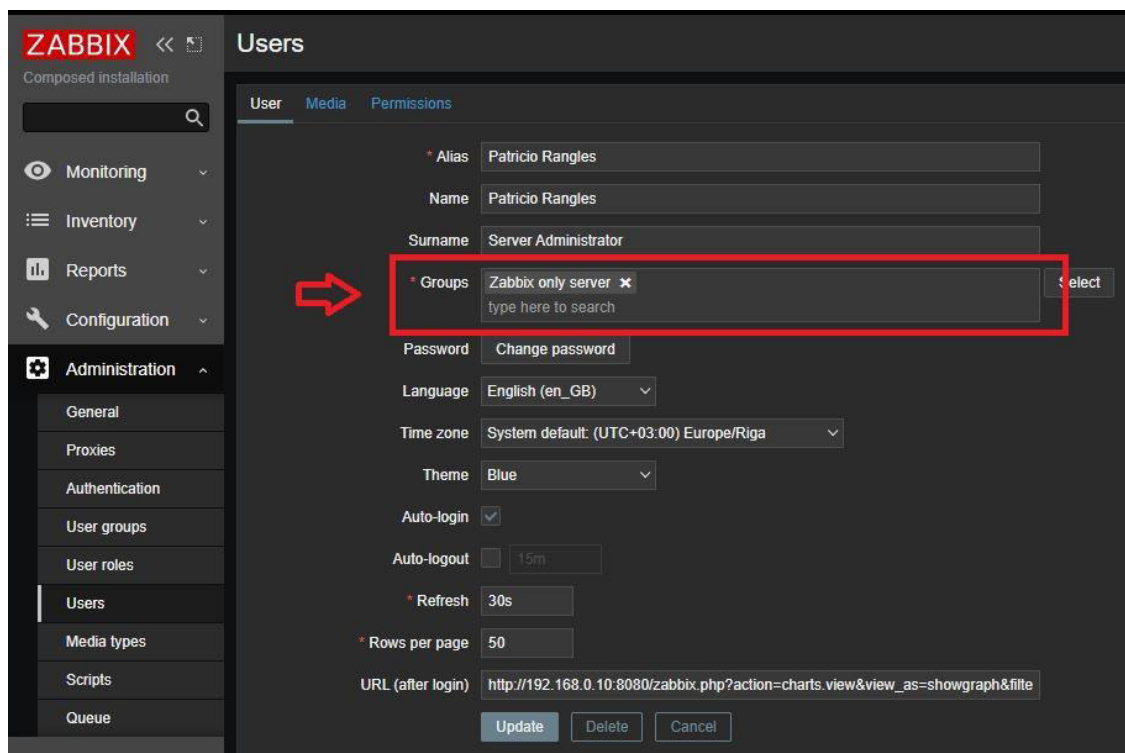 ZABBIX
Composed installation
Monitoring
Inventory
Reports
Configuration
Administration
General
Proxies
Authentication
User groups
User roles
Users
Media types
Scripts
Queue
Users
User Media Permissions
* Alias Patricio Rangles
Name Patricio Rangles
Surname Server Administrator
* Groups Zabbix only server Select
type here to search
Password Change password
Language English (en_GB)
Time zone System default: (UTC+03:00) Europe/Riga
Theme Blue
Auto-login
Auto-logout 15m
* Refresh 30s
* Rows per page 50
URL (after login) http://192.168.0.10:8080/zabbix.php?action=charts.view&view_as=showgraph&filte
Update Delete Cancel